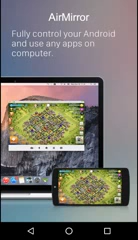 AirMirror
Fully control your Android
and use any apps on
computer.